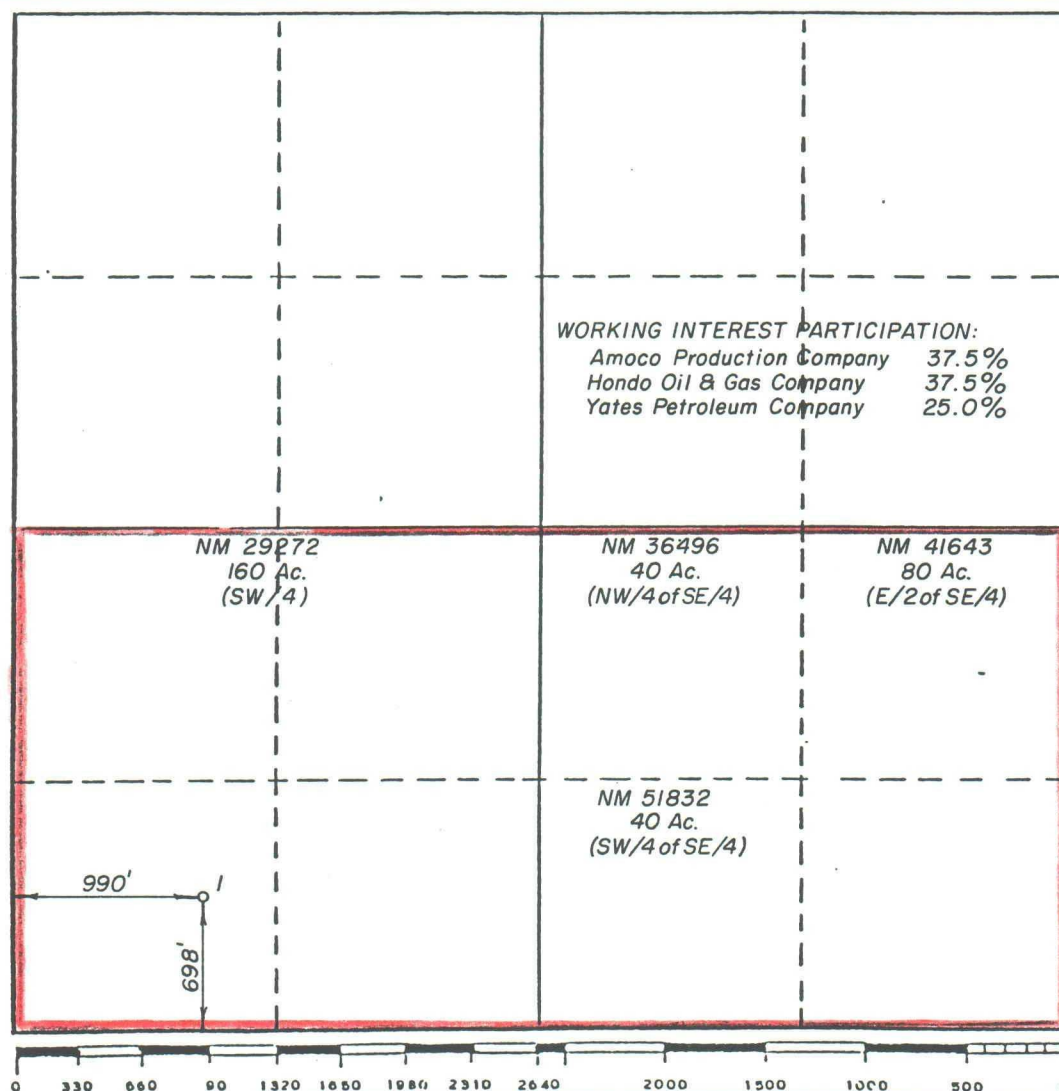 WORKING INTEREST PARTICIPATION:
Amoco Production Company 37.5%
Hondo Oil & Gas Company 37.5%
Yates Petroleum Company 25.0%
NM 29272
160 Ac.
(SW/4)
NM 36496
40 Ac.
(NW/4 of SE/4)
NM 41643
80 Ac.
(E/2 of SE/4)
NM 51832
40 Ac.
(SW/4 of SE/4)
990'
1
698'
0 330 660 90 1320 1650 1980 2310 2640 2000 1500 1000 500